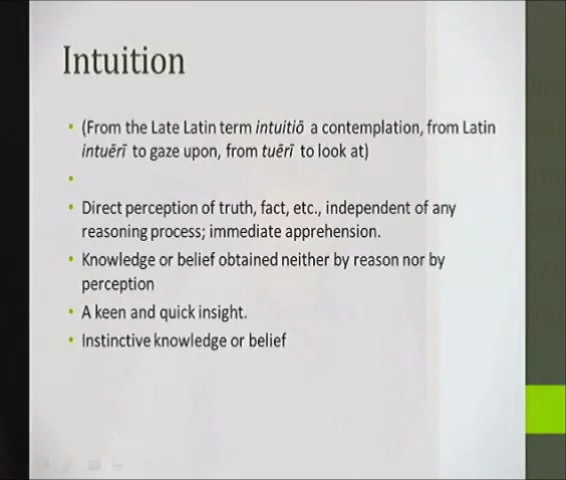 Intuition
• (From the Late Latin term intuitiō a contemplation, from Latin
intuērī to gaze upon, from tuērī to look at)
•
• Direct perception of truth, fact, etc., independent of any
reasoning process; immediate apprehension.
• Knowledge or belief obtained neither by reason nor by
perception
• A keen and quick insight.
• Instinctive knowledge or belief